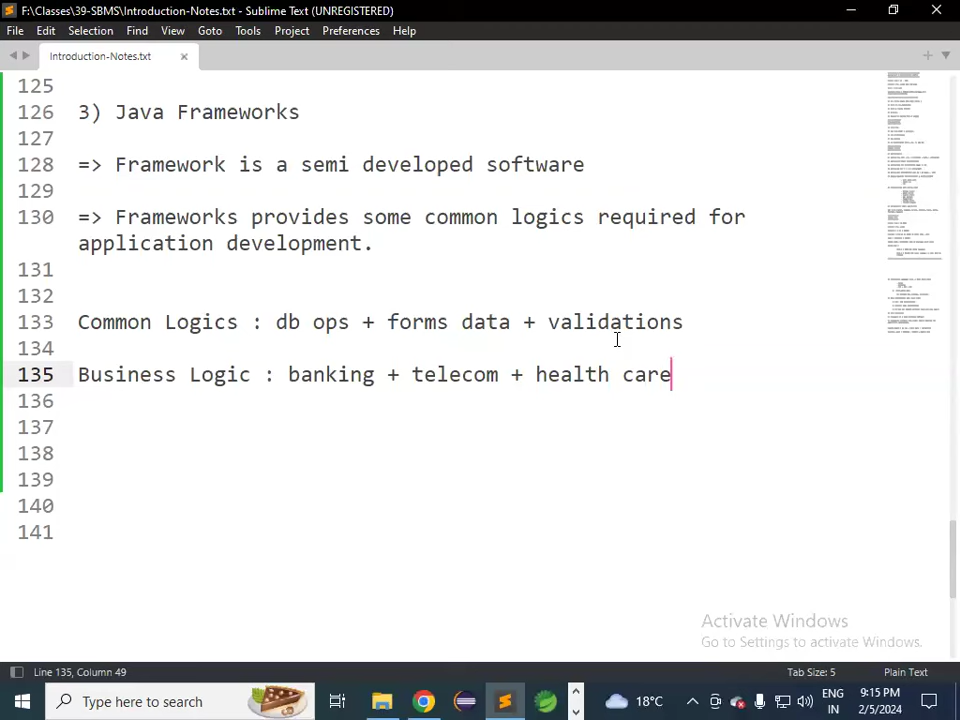 F:\Classes\39-SBMS\Introduction-Notes.txt - Sublime Text (UNREGISTERED)
File Edit Selection Find View Goto Tools Project Preferences Help
Introduction-Notes.txt
125
126 3) Java Frameworks
127
128 => Framework is a semi developed software
129
130 => Frameworks provides some common logics required for
application development.
131
132
133 Common Logics : db ops + forms data + validations
134
135 Business Logic : banking + telecom + health care
136
137
138
139
140
141
Activate Windows
Go to Settings to activate Windows.
Line 135, Column 49 Tab Size: 5 Plain Text
Type here to search 18°C ENG IN 9:15 PM 2/5/2024